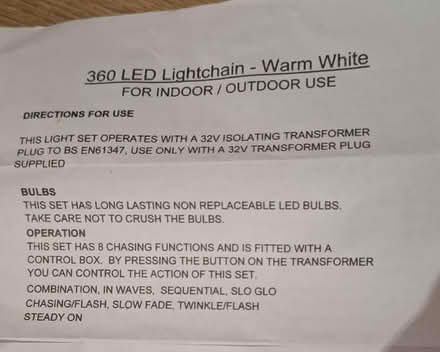 360 LED Lightchain - Warm White
FOR INDOOR / OUTDOOR USE
DIRECTIONS FOR USE
THIS LIGHT SET OPERATES WITH A 32V ISOLATING TRANSFORMER
PLUG TO BS EN61347, USE ONLY WITH A 32V TRANSFORMER PLUG
SUPPLIED
BULBS
THIS SET HAS LONG LASTING NON REPLACEABLE LED BULBS.
TAKE CARE NOT TO CRUSH THE BULBS.
OPERATION
THIS SET HAS 8 CHASING FUNCTIONS AND IS FITTED WITH A
CONTROL BOX. BY PRESSING THE BUTTON ON THE TRANSFORMER
YOU CAN CONTROL THE ACTION OF THIS SET.
COMBINATION, IN WAVES, SEQUENTIAL, SLO GLO
CHASING/FLASH, SLOW FADE, TWINKLE/FLASH
STEADY ON